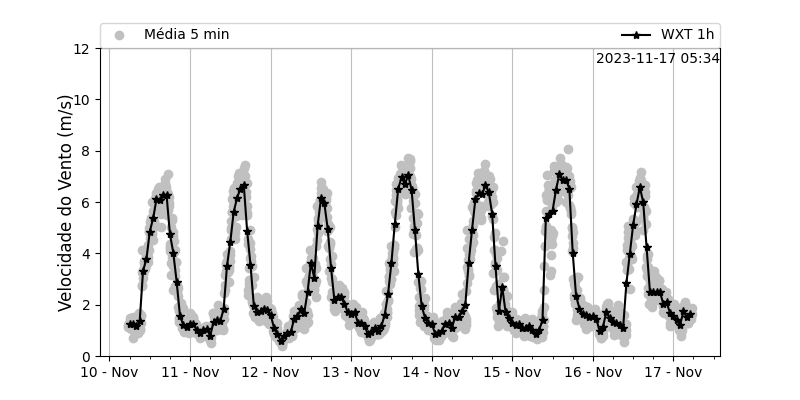 Média 5 min
WXT 1h
2023-11-17 05:34
Velocidade do Vento (m/s)
12
10
8
6
4
2
0
10 - Nov
11 - Nov
12 - Nov
13 - Nov
14 - Nov
15 - Nov
16 - Nov
17 - Nov